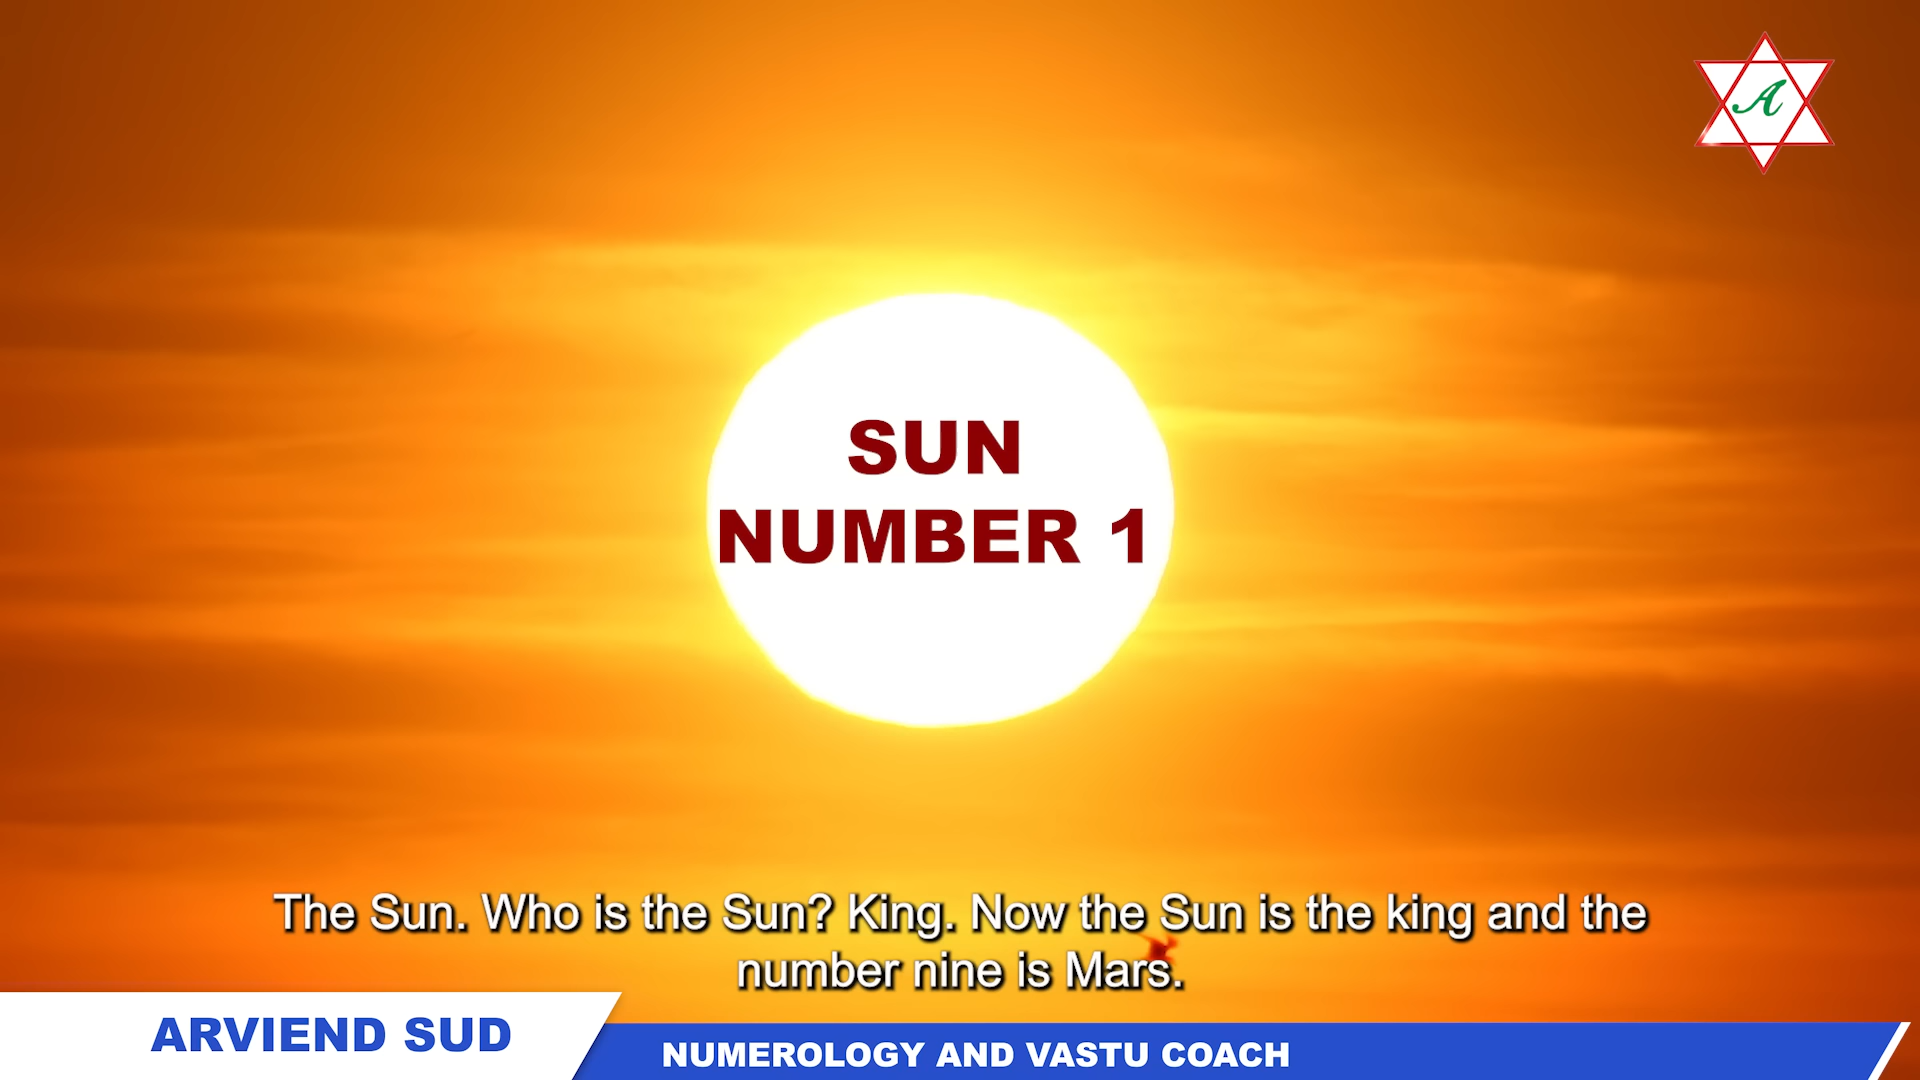 A
SUN
NUMBER 1
The Sun. Who is the Sun? King. Now the Sun is the king and the
number nine is Mars.
ARVIEND SUD
NUMEROLOGY AND VASTU COACH